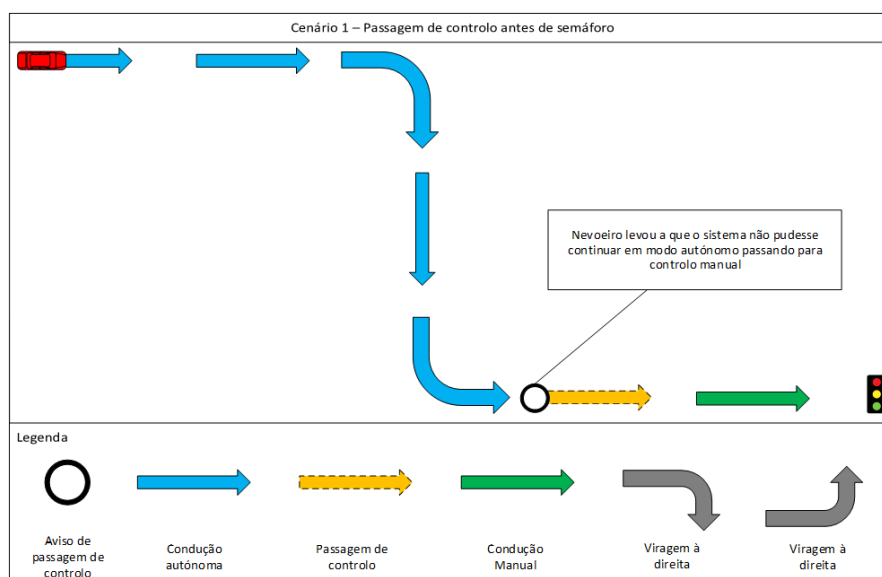 Cenário 1 – Passagem de controlo antes de semáforo
Nevoeiro levou a que o sistema não pudesse
continuar em modo autónomo passando para
controlo manual
Legenda
Aviso de
passagem de
controlo
Condução
autónoma
Passagem de
controlo
Condução
Manual
Viragem à
direita
Viragem à
direita